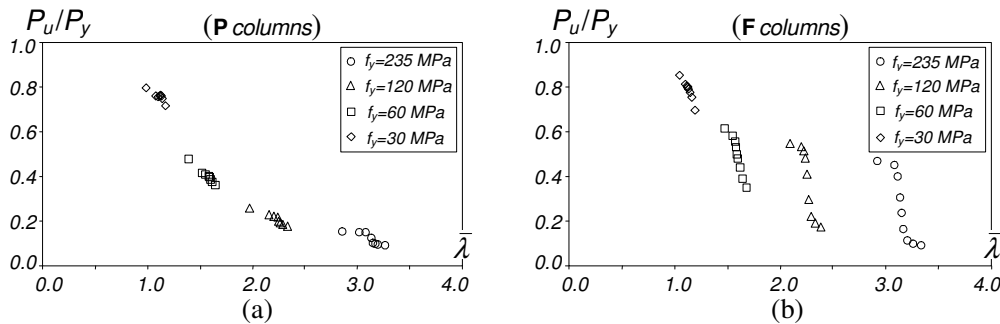 P_u/P_y
(P columns)
f_y=235 MPa
f_y=120 MPa
f_y=60 MPa
f_y=30 MPa
1.0
0.8
0.6
0.4
0.2
0.0
0.0 1.0 2.0 3.0 4.0
λ̅
(a)
P_u/P_y
(F columns)
f_y=235 MPa
f_y=120 MPa
f_y=60 MPa
f_y=30 MPa
1.0
0.8
0.6
0.4
0.2
0.0
0.0 1.0 2.0 3.0 4.0
λ̅
(b)